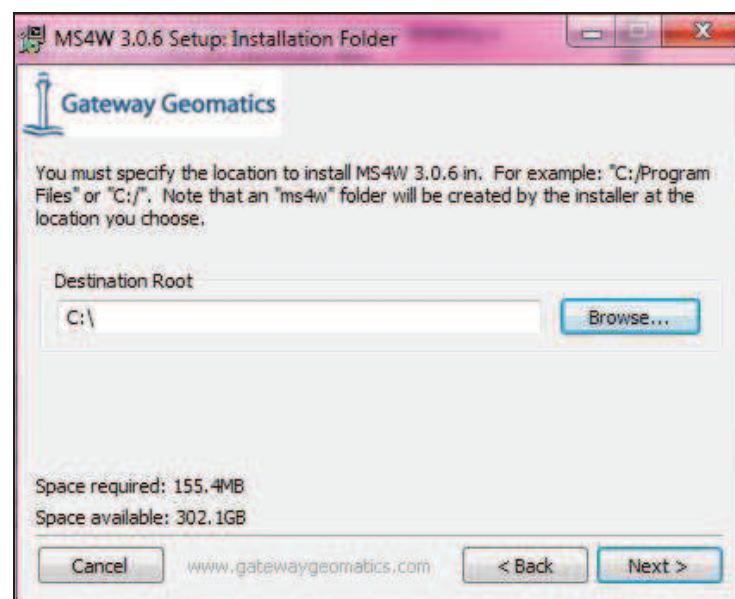 MS4W 3.0.6 Setup: Installation Folder
Gateway Geomatics
You must specify the location to install MS4W 3.0.6 in. For example: "C:/Program
Files" or "C:/". Note that an "ms4w" folder will be created by the installer at the
location you choose.
Destination Root
C:\
Browse...
Space required: 155.4MB
Space available: 302.1GB
Cancel
www.gatewaygeomatics.com
< Back
Next >